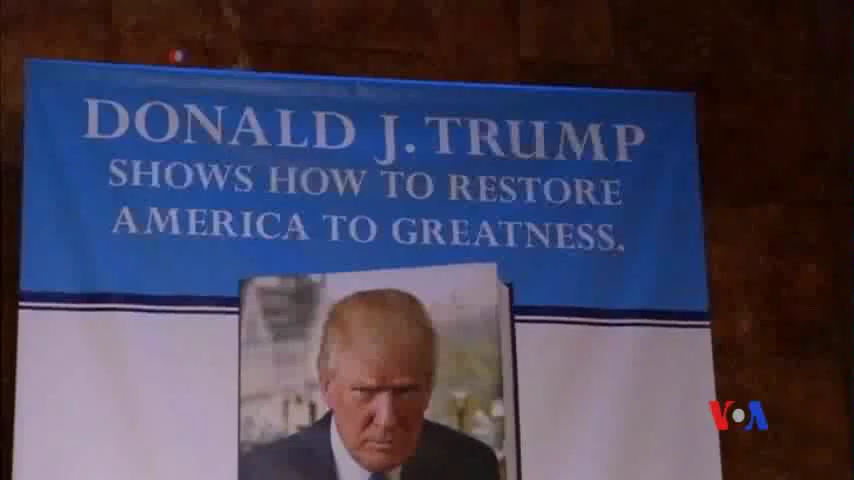 DONALD J. TRUMP
SHOWS HOW TO RESTORE
AMERICA TO GREATNESS.
VOA